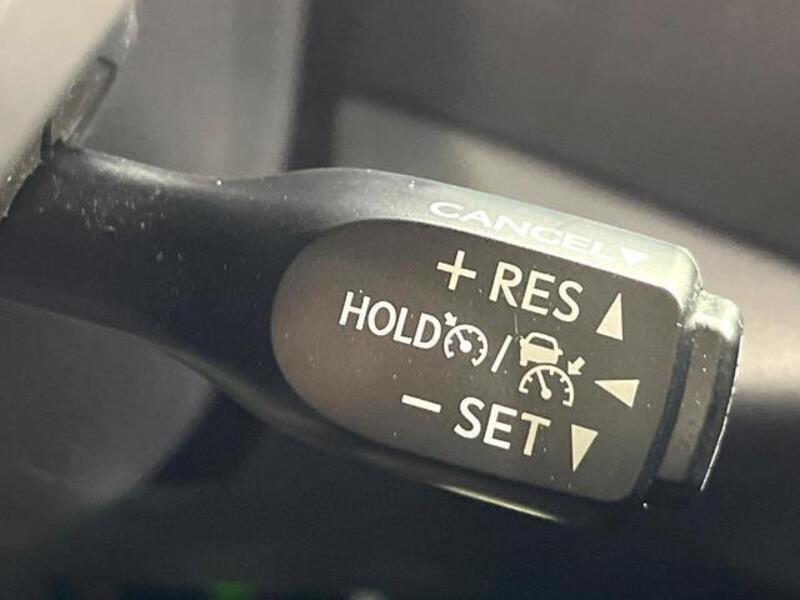 CANCEL▼
+ RES ▲
HOLD / ◀
− SET ▼